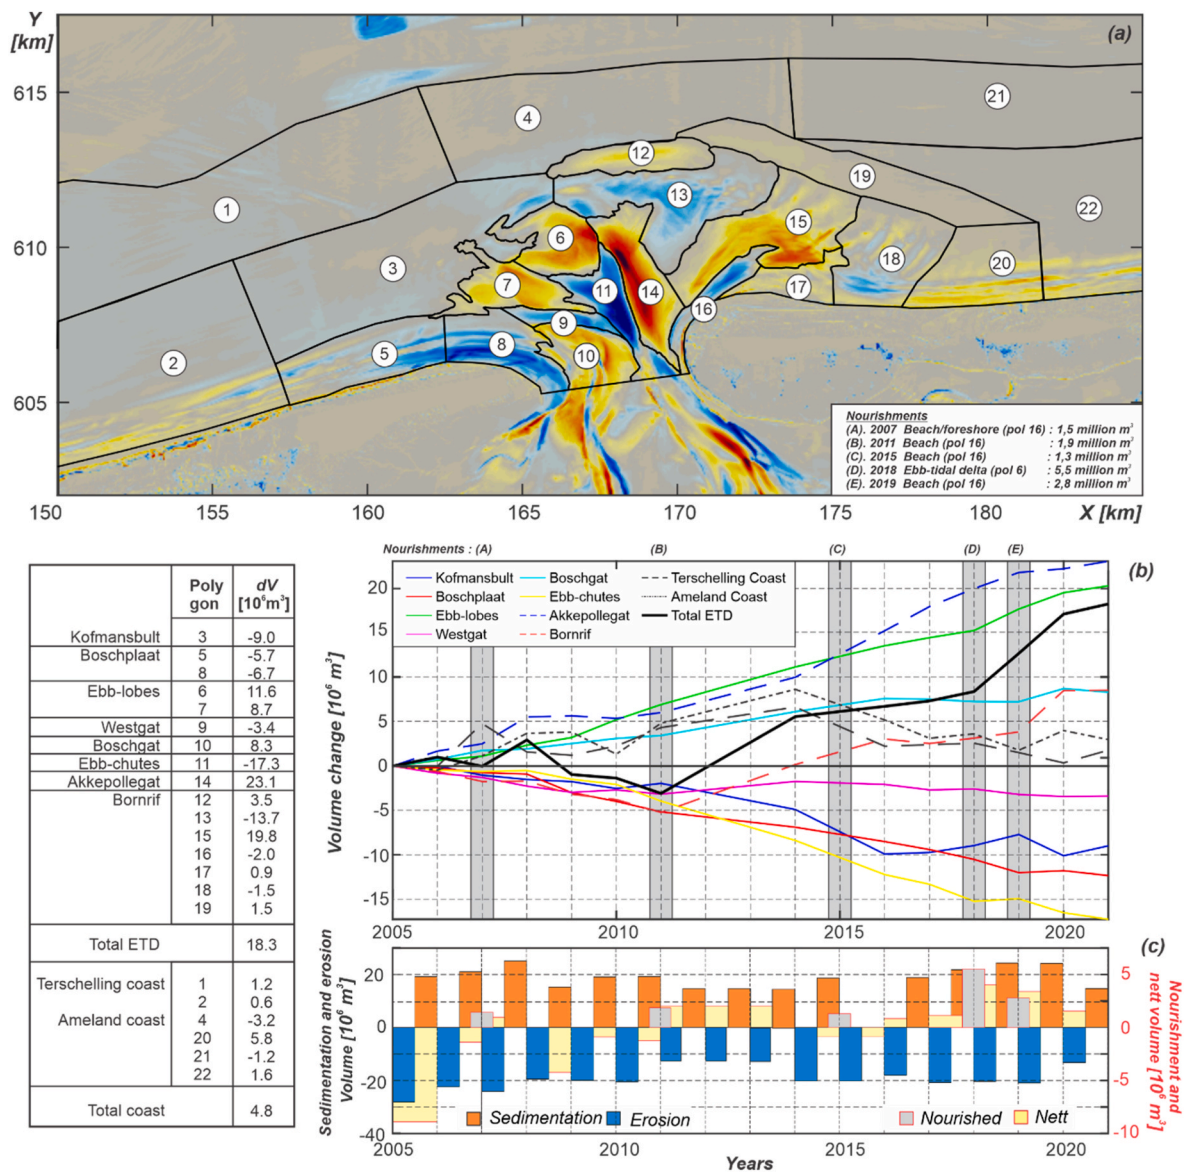 Y
[km]
(a)
615
610
605
21
4
12
19
13
1
22
15
6
18
20
3
7
11
14
17
16
9
8
5
10
2
Nourishments
(A). 2007 Beach/foreshore (pol 16) : 1,5 million m³
(B). 2011 Beach (pol 16) : 1,9 million m³
(C). 2015 Beach (pol 16) : 1,3 million m³
(D). 2018 Ebb-tidal delta (pol 6) : 5,5 million m³
(E). 2019 Beach (pol 16) : 2,8 million m³
150 155 160 165 170 175 180 X [km]
Poly gon dV [10⁶m³]
Kofmansbult 3 -9.0
Boschplaat 5 -5.7
8 -6.7
Ebb-lobes 6 11.6
7 8.7
Westgat 9 -3.4
Boschgat 10 8.3
Ebb-chutes 11 -17.3
Akkepollegat 14 23.1
Bornrif 12 3.5
13 -13.7
15 19.8
16 -2.0
17 0.9
18 -1.5
19 1.5
Total ETD 18.3
Terschelling coast 1 1.2
2 0.6
Ameland coast 4 -3.2
20 5.8
21 -1.2
22 1.6
Total coast 4.8
Nourishments : (A) (B) (C) (D) (E)
(b)
Kofmansbult Boschgat Terschelling Coast
Boschplaat Ebb-chutes Ameland Coast
Ebb-lobes Akkepollegat Total ETD
Westgat Bornrif
Volume change [10⁶ m³]
20
15
10
5
0
-5
-10
-15
2005 2010 2015 2020
(c)
Sedimentation and erosion
Volume [10⁶ m³]
20
0
-20
-40
5
0
-5
-10
Nourishment and
nett volume [10⁶ m³]
Sedimentation Erosion Nourished Nett
2005 2010 2015 2020
Years